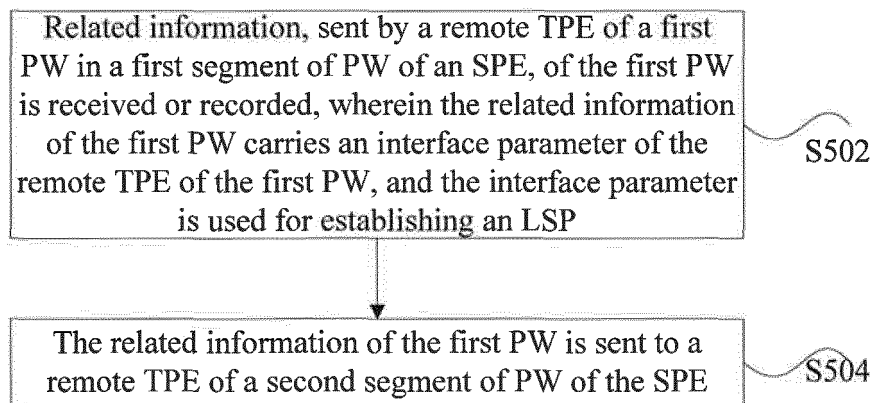 Related information, sent by a remote TPE of a first
PW in a first segment of PW of an SPE, of the first PW
is received or recorded, wherein the related information
of the first PW carries an interface parameter of the
remote TPE of the first PW, and the interface parameter
is used for establishing an LSP
S502
The related information of the first PW is sent to a
remote TPE of a second segment of PW of the SPE
S504